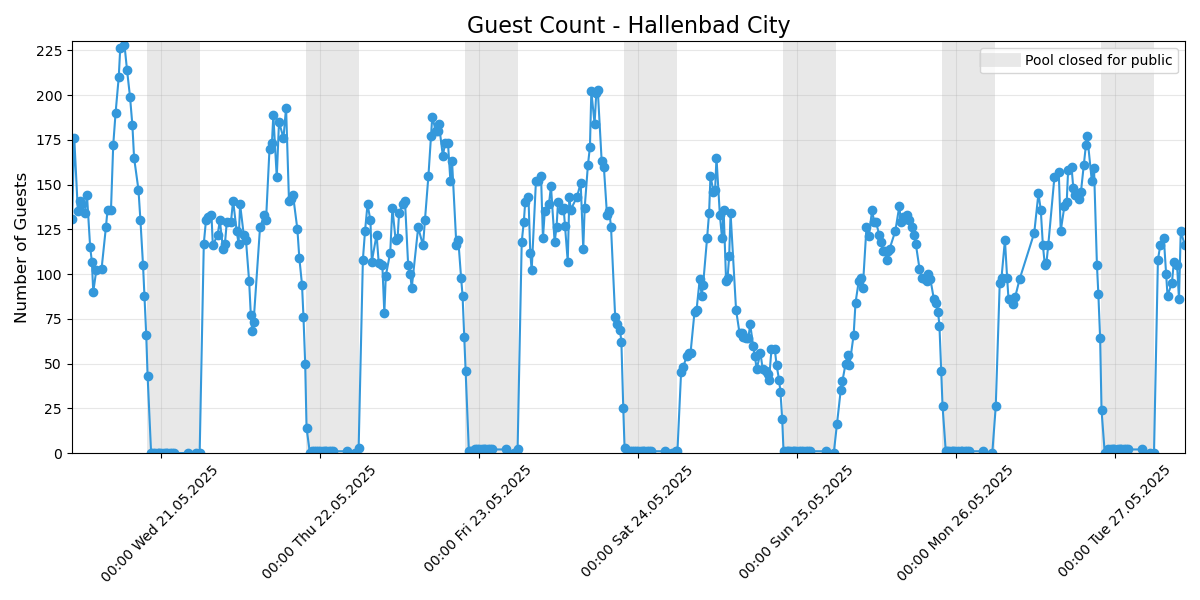 Guest Count - Hallenbad City
Pool closed for public
Number of Guests
225
200
175
150
125
100
75
50
25
0
00:00 Wed 21.05.2025
00:00 Thu 22.05.2025
00:00 Fri 23.05.2025
00:00 Sat 24.05.2025
00:00 Sun 25.05.2025
00:00 Mon 26.05.2025
00:00 Tue 27.05.2025